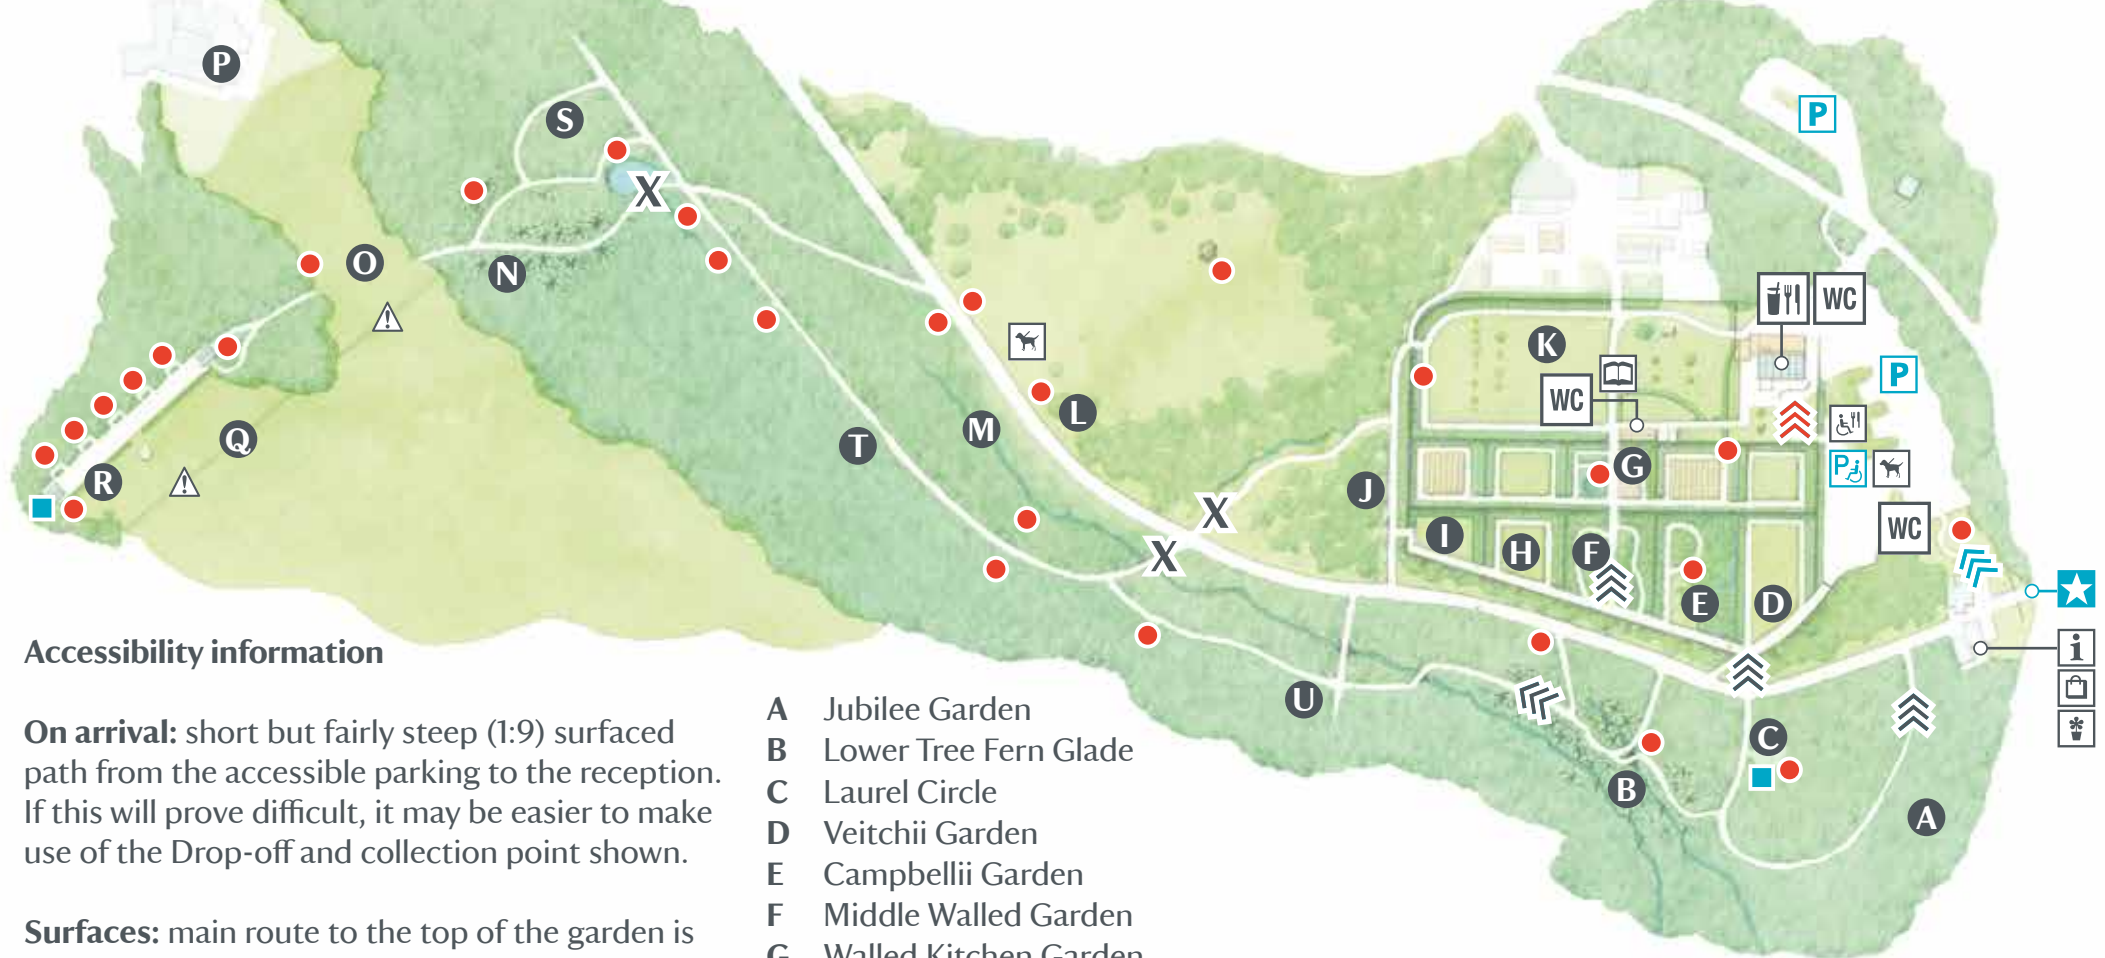 P
S
P
O
N
WC
K
WC
P
L
M
Q
T
G
R
J
P
WC
I
H
F
X
X
X
E
D
Accessibility information
U
C
B
A
On arrival: short but fairly steep (1:9) surfaced
path from the accessible parking to the reception.
If this will prove difficult, it may be easier to make
use of the Drop-off and collection point shown.
Surfaces: main route to the top of the garden is
A Jubilee Garden
B Lower Tree Fern Glade
C Laurel Circle
D Veitchii Garden
E Campbellii Garden
F Middle Walled Garden
G Walled Kitchen Garden
i